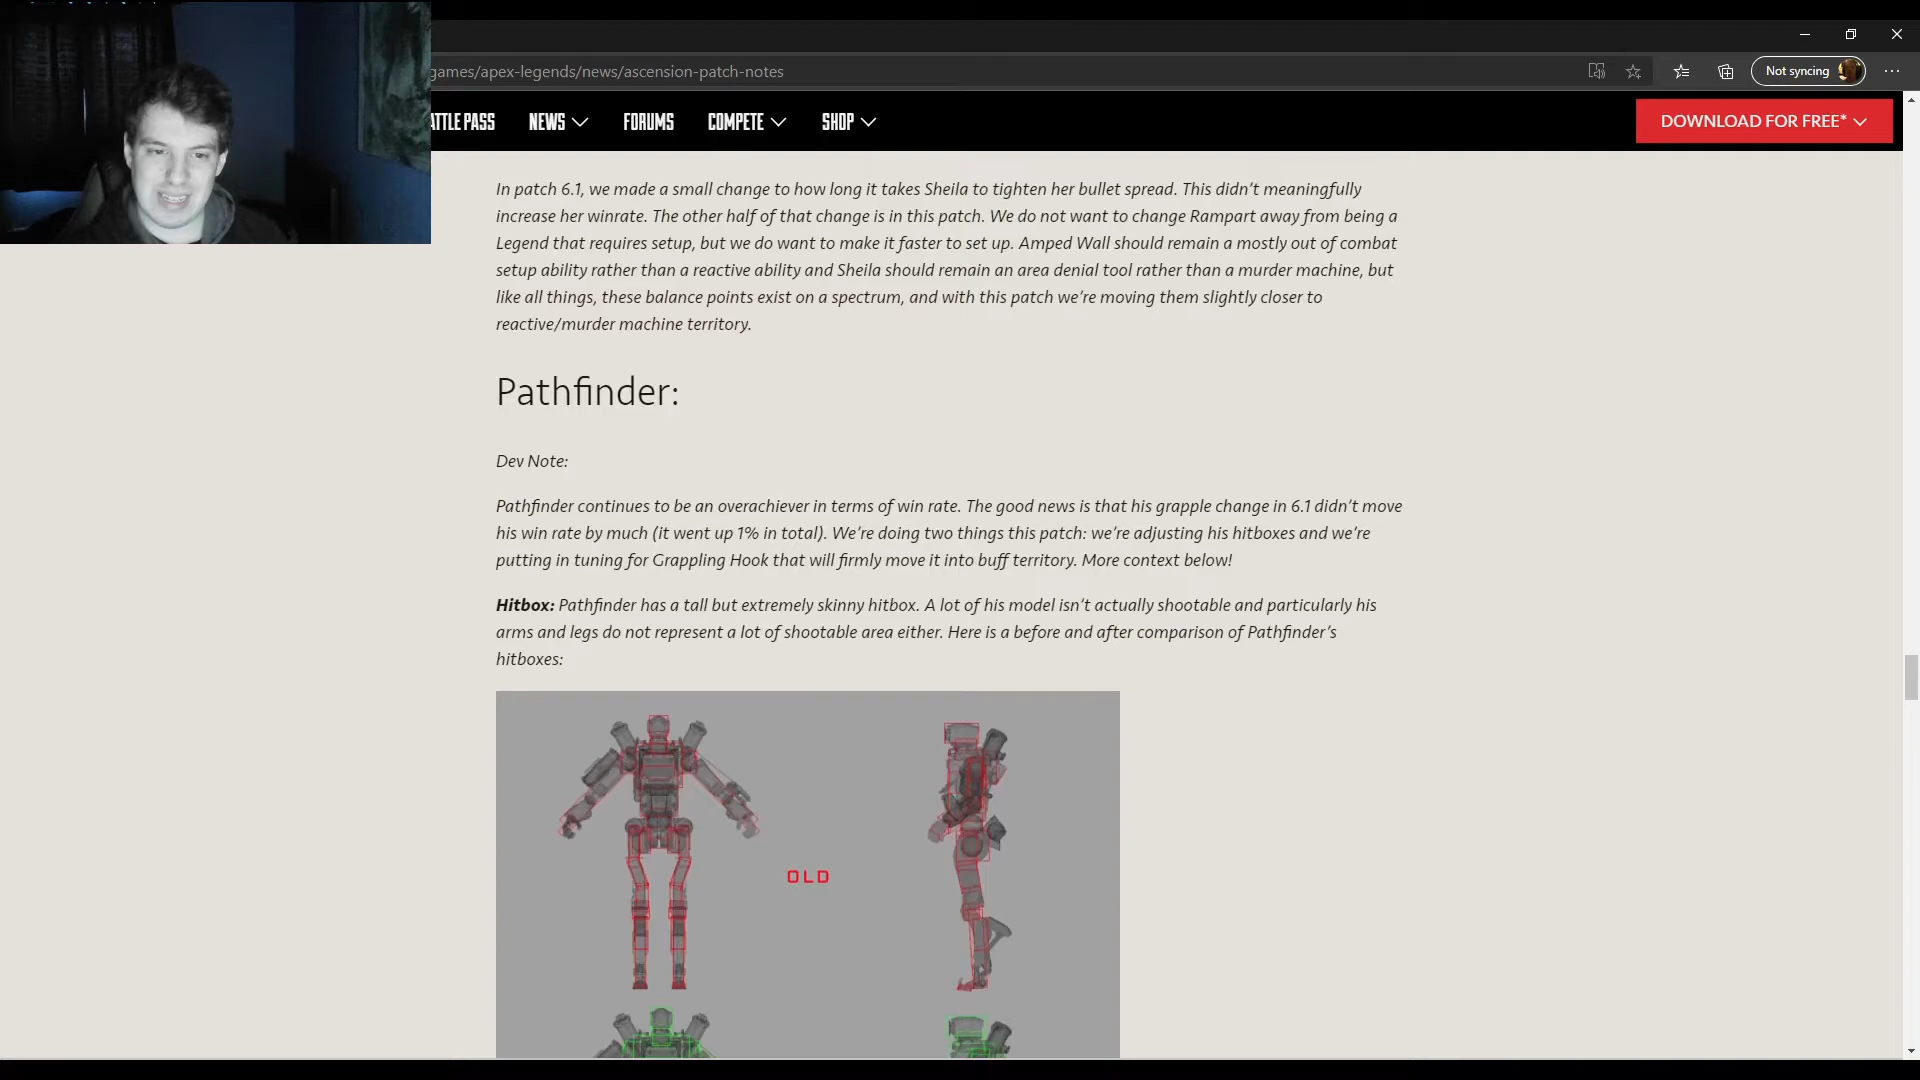 Not syncing
games/apex-legends/news/ascension-patch-notes
ATTLE PASS NEWS FORUMS COMPETE SHOP
DOWNLOAD FOR FREE*
In patch 6.1, we made a small change to how long it takes Sheila to tighten her bullet spread. This didn’t meaningfully
increase her winrate. The other half of that change is in this patch. We do not want to change Rampart away from being a
Legend that requires setup, but we do want to make it faster to set up. Amped Wall should remain a mostly out of combat
setup ability rather than a reactive ability and Sheila should remain an area denial tool rather than a murder machine, but
like all things, these balance points exist on a spectrum, and with this patch we’re moving them slightly closer to
reactive/murder machine territory.
Pathfinder:
Dev Note:
Pathfinder continues to be an overachiever in terms of win rate. The good news is that his grapple change in 6.1 didn’t move
his win rate by much (it went up 1% in total). We’re doing two things this patch: we’re adjusting his hitboxes and we’re
putting in tuning for Grappling Hook that will firmly move it into buff territory. More context below!
Hitbox: Pathfinder has a tall but extremely skinny hitbox. A lot of his model isn’t actually shootable and particularly his
arms and legs do not represent a lot of shootable area either. Here is a before and after comparison of Pathfinder’s
hitboxes:
OLD